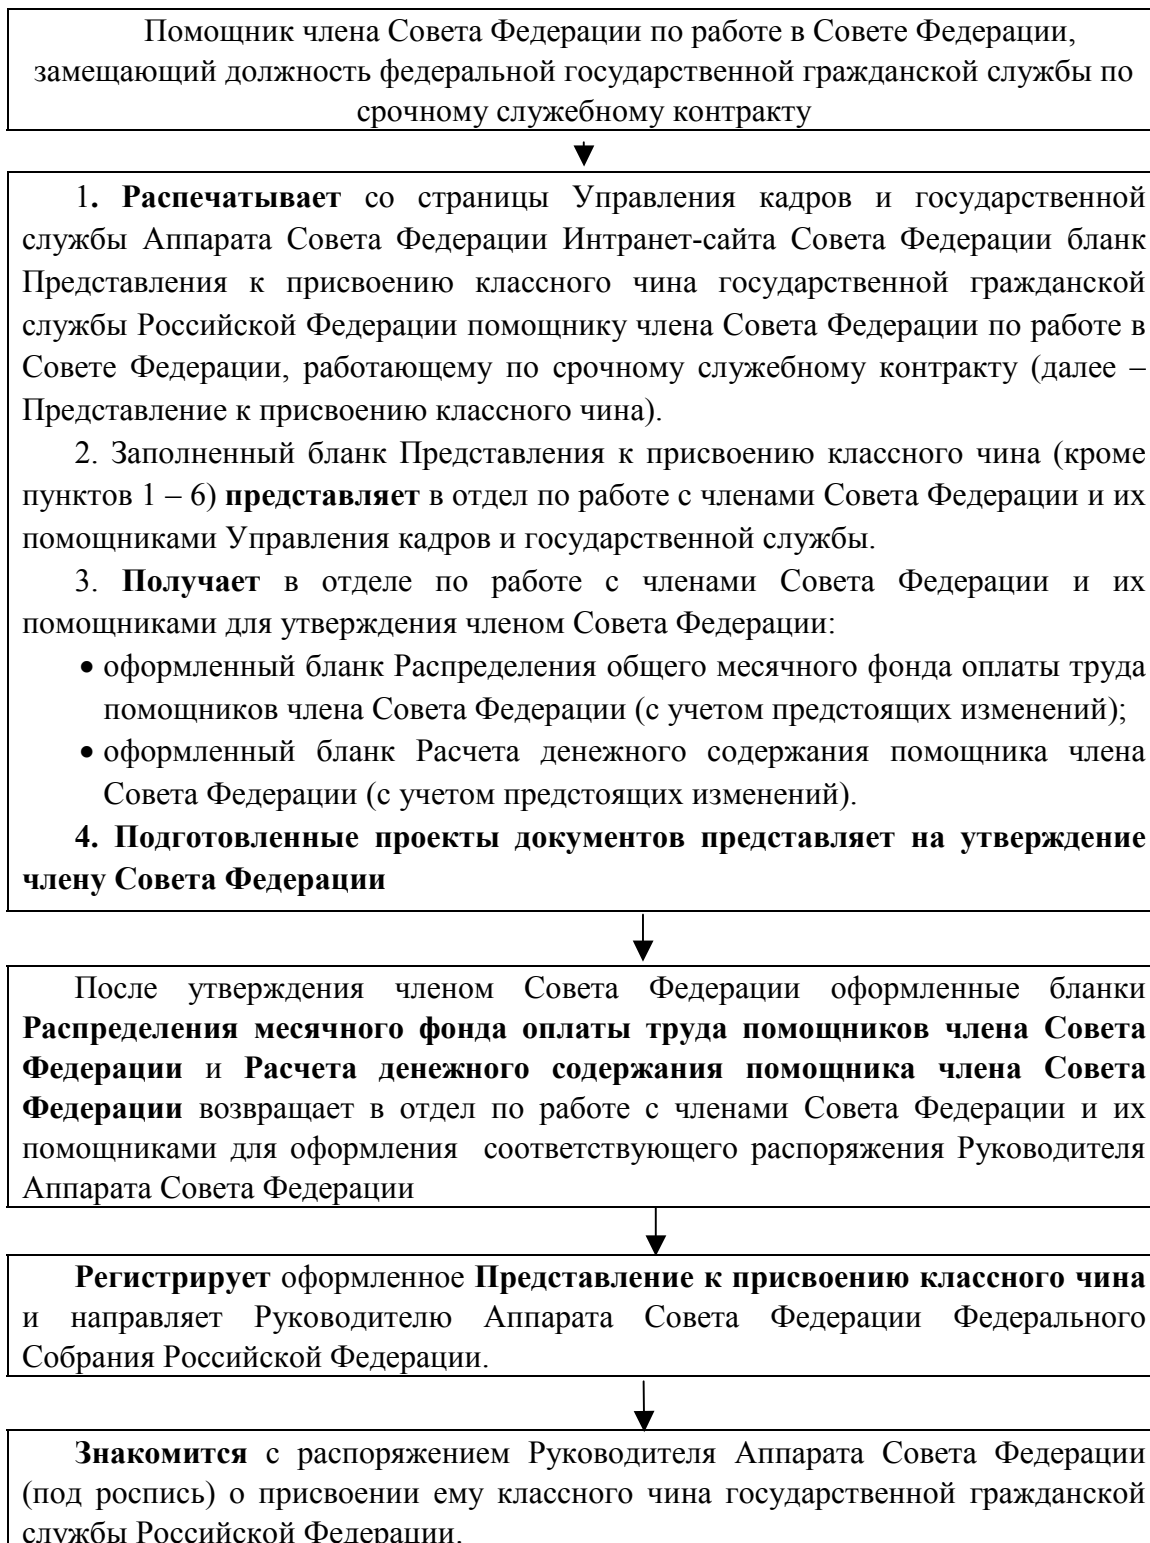 Помощник члена Совета Федерации по работе в Совете Федерации,
замещающий должность федеральной государственной гражданской службы по
срочному служебному контракту
1. Распечатывает со страницы Управления кадров и государственной
службы Аппарата Совета Федерации Интранет-сайта Совета Федерации бланк
Представления к присвоению классного чина государственной гражданской
службы Российской Федерации помощнику члена Совета Федерации по работе в
Совете Федерации, работающему по срочному служебному контракту (далее –
Представление к присвоению классного чина).
2. Заполненный бланк Представления к присвоению классного чина (кроме
пунктов 1 – 6) представляет в отдел по работе с членами Совета Федерации и их
помощниками Управления кадров и государственной службы.
3. Получает в отделе по работе с членами Совета Федерации и их
помощниками для утверждения членом Совета Федерации:
• оформленный бланк Распределения общего месячного фонда оплаты труда
помощников члена Совета Федерации (с учетом предстоящих изменений);
• оформленный бланк Расчета денежного содержания помощника члена
Совета Федерации (с учетом предстоящих изменений).
4. Подготовленные проекты документов представляет на утверждение
члену Совета Федерации
После утверждения членом Совета Федерации оформленные бланки
Распределения месячного фонда оплаты труда помощников члена Совета
Федерации и Расчета денежного содержания помощника члена Совета
Федерации возвращает в отдел по работе с членами Совета Федерации и их
помощниками для оформления соответствующего распоряжения Руководителя
Аппарата Совета Федерации
Регистрирует оформленное Представление к присвоению классного чина
и направляет Руководителю Аппарата Совета Федерации Федерального
Собрания Российской Федерации.
Знакомится с распоряжением Руководителя Аппарата Совета Федерации
(под роспись) о присвоении ему классного чина государственной гражданской
службы Российской Федерации.